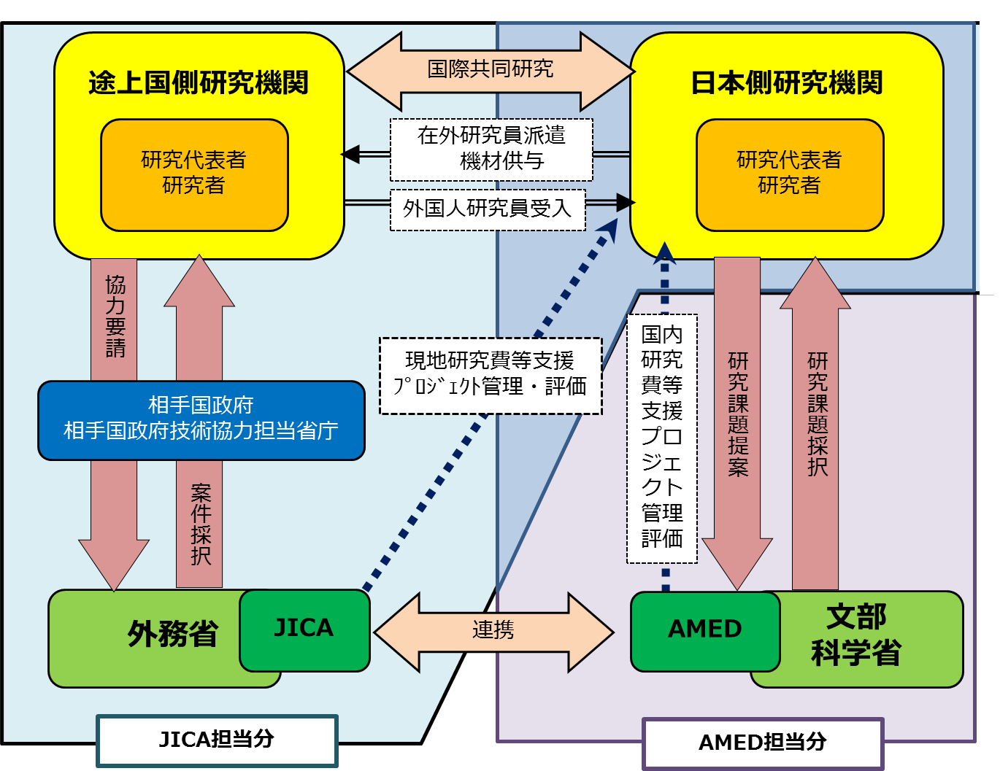 途上国側研究機関
研究代表者
研究者
国際共同研究
日本側研究機関
研究代表者
研究者
在外研究員派遣
機材供与
外国人研究員受入
協力要請
案件採択
相手国政府
相手国政府技術協力担当省庁
現地研究費等支援
ﾌﾟﾛｼﾞｪｸﾄ管理・評価
国内
研究
費等
支援
プロ
ジェ
クト
管理
評価
研究課題提案
研究課題採択
外務省
JICA
連携
AMED
文部
科学省
JICA担当分
AMED担当分